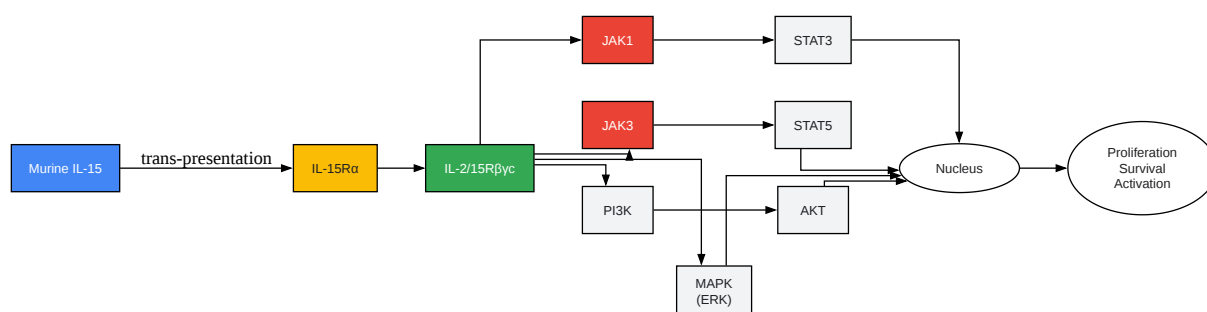 JAK1
STAT3
JAK3
STAT5
Murine IL-15
trans-presentation
IL-15Rα
IL-2/15Rβγc
Nucleus
Proliferation
Survival
Activation
PI3K
AKT
MAPK
(ERK)